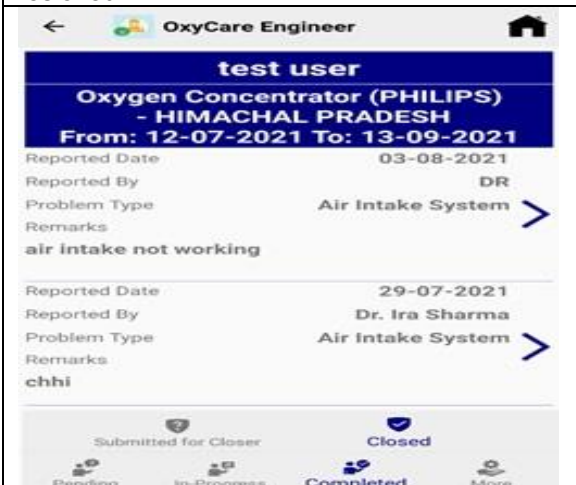 OxyCare Engineer
test user
Oxygen Concentrator (PHILIPS)
- HIMACHAL PRADESH
From: 12-07-2021 To: 13-09-2021
Reported Date 03-08-2021
Reported By DR
Problem Type Air Intake System
Remarks
air intake not working
Reported Date 29-07-2021
Reported By Dr. Ira Sharma
Problem Type Air Intake System
Remarks
chhi
Submitted for Closer Closed
Pending In-Progress Completed More